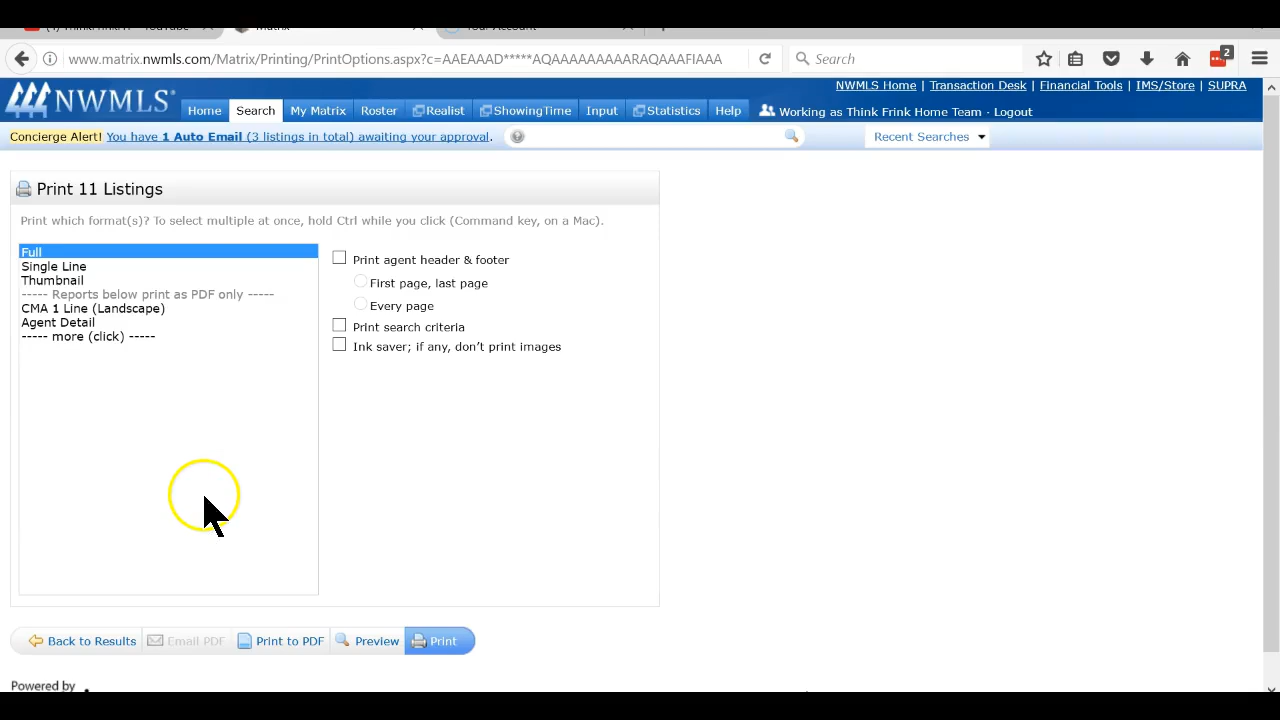 Matrix
www.matrix.nwmls.com/Matrix/Printing/PrintOptions.aspx?c=AAEAAAD*****AQAAAAAAAAARAQAAAFIAAA
Search
2
NWMLS
NWMLS Home | Transaction Desk | Financial Tools | IMS/Store | SUPRA
Home Search My Matrix Roster Realist ShowingTime Input Statistics Help Working as Think Frink Home Team · Logout
Concierge Alert! You have 1 Auto Email (3 listings in total) awaiting your approval.
Recent Searches
Print 11 Listings
Print which format(s)? To select multiple at once, hold Ctrl while you click (Command key, on a Mac).
Full
Single Line
Thumbnail
----- Reports below print as PDF only -----
CMA 1 Line (Landscape)
Agent Detail
----- more (click) -----
Print agent header & footer
First page, last page
Every page
Print search criteria
Ink saver; if any, don't print images
Back to Results Email PDF Print to PDF Preview Print
Powered by